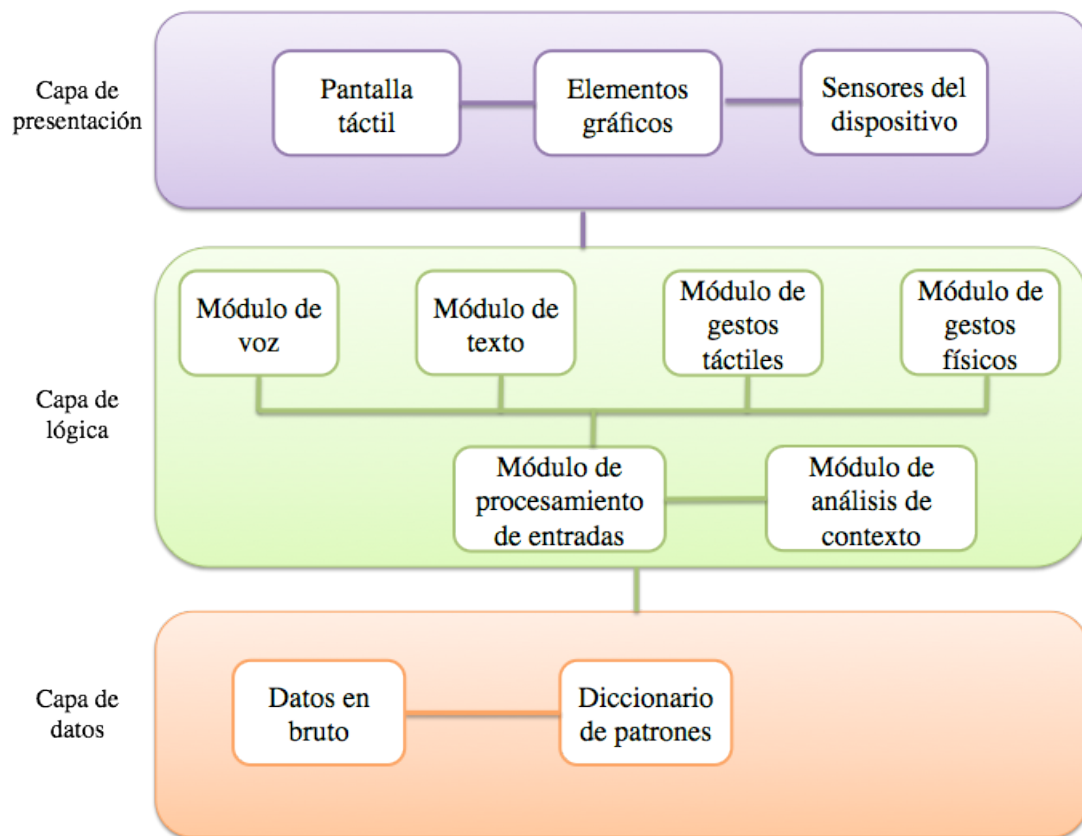 Capa de
presentación
Pantalla
táctil
Elementos
gráficos
Sensores del
dispositivo
Capa de
lógica
Módulo de
voz
Módulo de
texto
Módulo de
gestos
táctiles
Módulo de
gestos
físicos
Módulo de
procesamiento
de entradas
Módulo de
análisis de
contexto
Capa de
datos
Datos en
bruto
Diccionario
de patrones